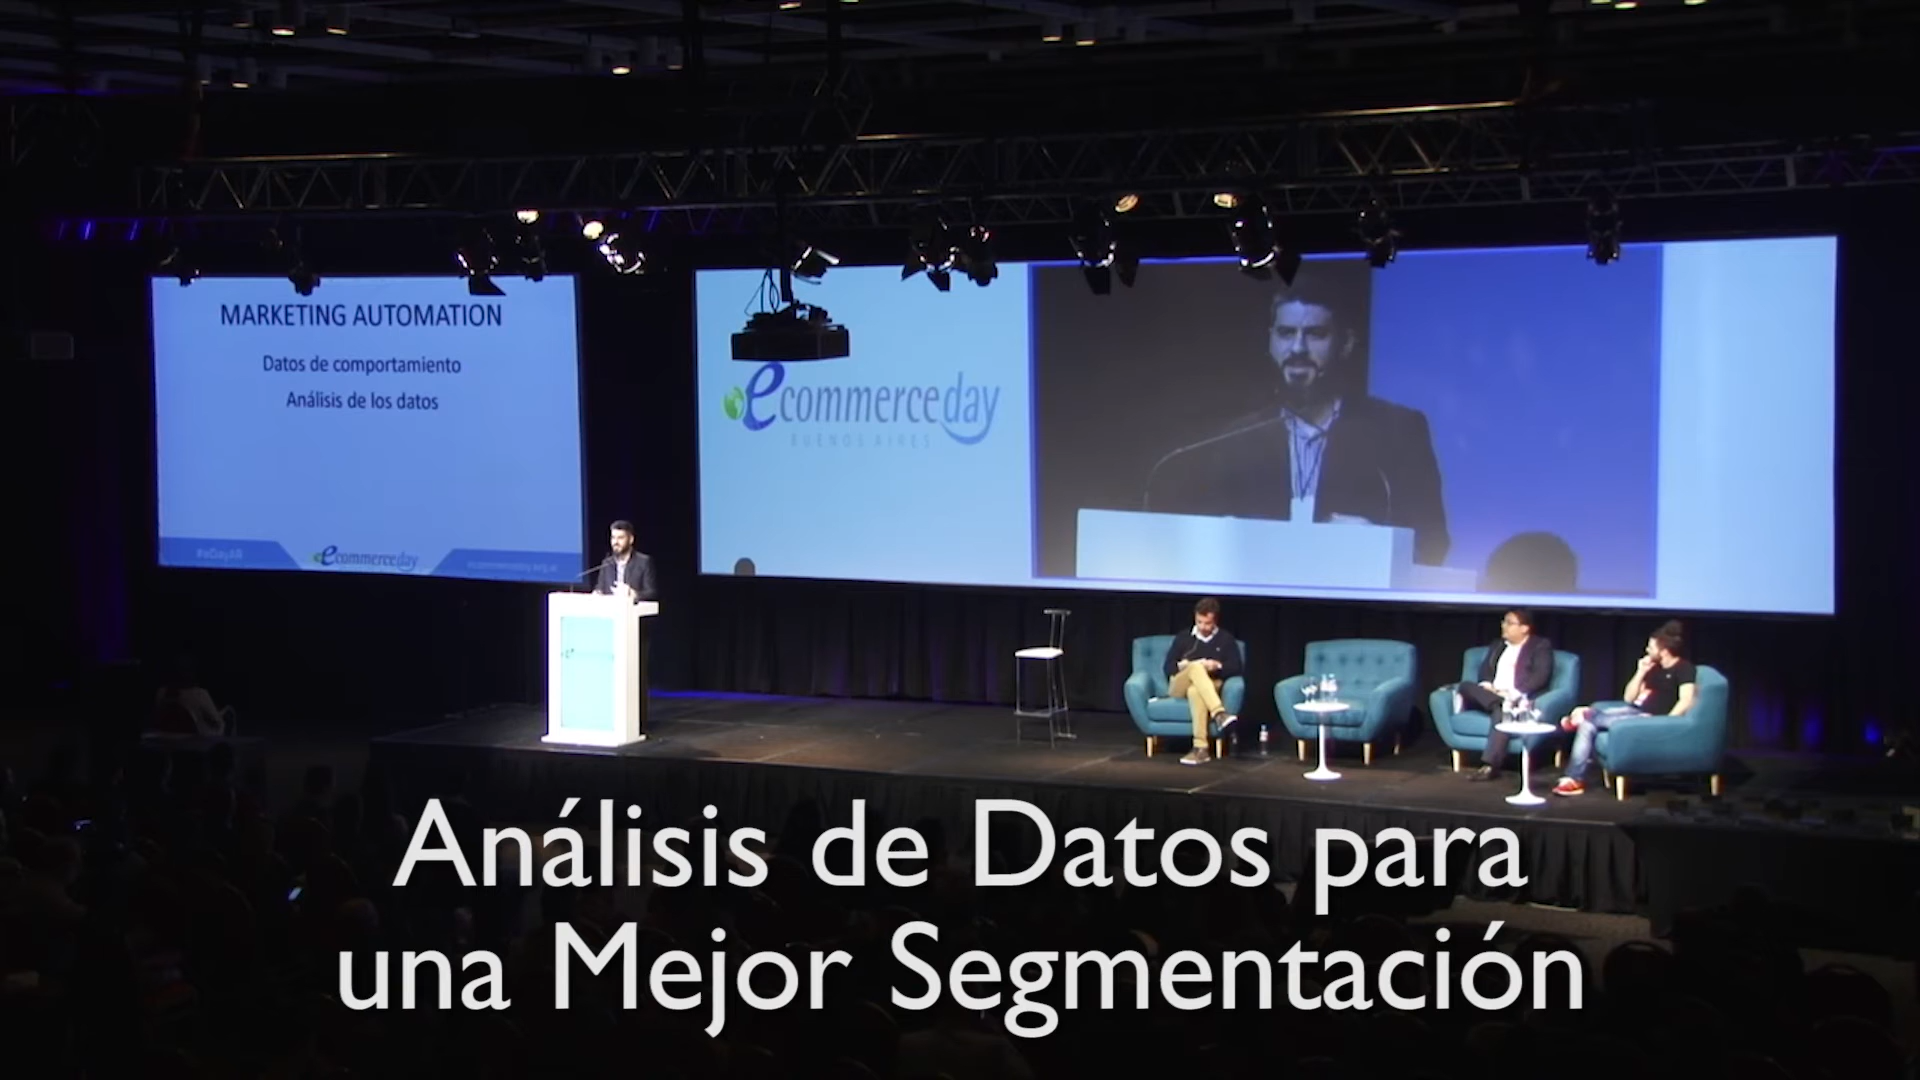 MARKETING AUTOMATION
Datos de comportamiento
Análisis de los datos
#eDayAR
ecommerceday
ecommerceday
BUENOS AIRES
Análisis de Datos para
una Mejor Segmentación